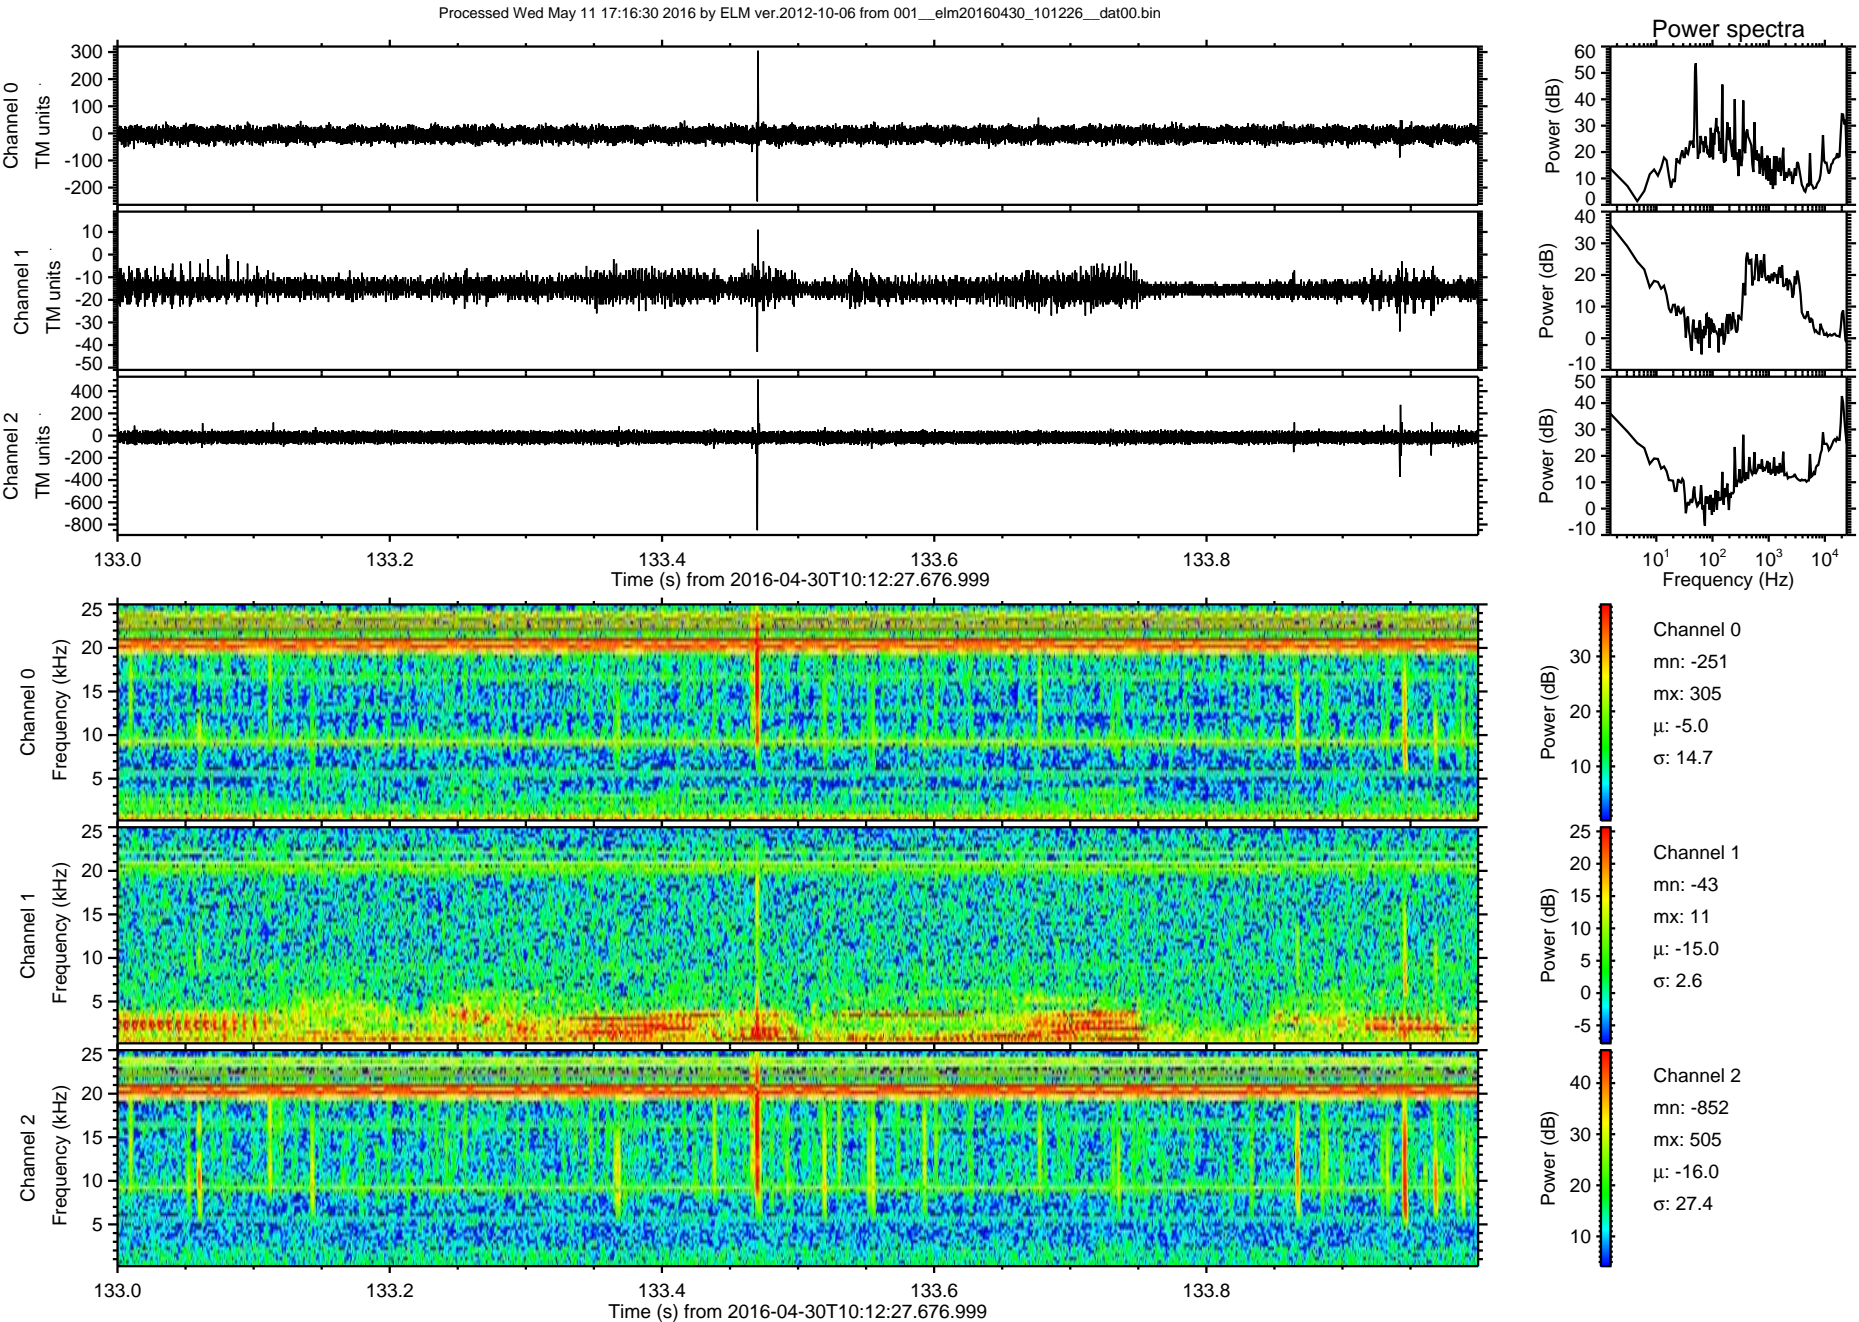 Processed Wed May 11 17:16:30 2016 by ELM ver.2012-10-06 from 001__elm20160430_101226__dat00.bin
Power spectra
Channel 0
TM units
300
200
100
0
-100
-200
Power (dB)
60
50
40
30
20
10
0
Channel 1
TM units
10
0
-10
-20
-30
-40
-50
Power (dB)
40
30
20
10
0
-10
Channel 2
TM units
400
200
0
-200
-400
-600
-800
Power (dB)
50
40
30
20
10
0
-10
133.0 133.2 133.4 133.6 133.8
Time (s) from 2016-04-30T10:12:27.676.999
10^1 10^2 10^3 10^4
Frequency (Hz)
Channel 0
Frequency (kHz)
25
20
15
10
5
Power (dB)
30
20
10
Channel 0
mn: -251
mx: 305
μ: -5.0
σ: 14.7
Channel 1
Frequency (kHz)
25
20
15
10
5
Power (dB)
25
20
15
10
5
0
-5
Channel 1
mn: -43
mx: 11
μ: -15.0
σ: 2.6
Channel 2
Frequency (kHz)
25
20
15
10
5
Power (dB)
40
30
20
10
Channel 2
mn: -852
mx: 505
μ: -16.0
σ: 27.4
133.0 133.2 133.4 133.6 133.8
Time (s) from 2016-04-30T10:12:27.676.999